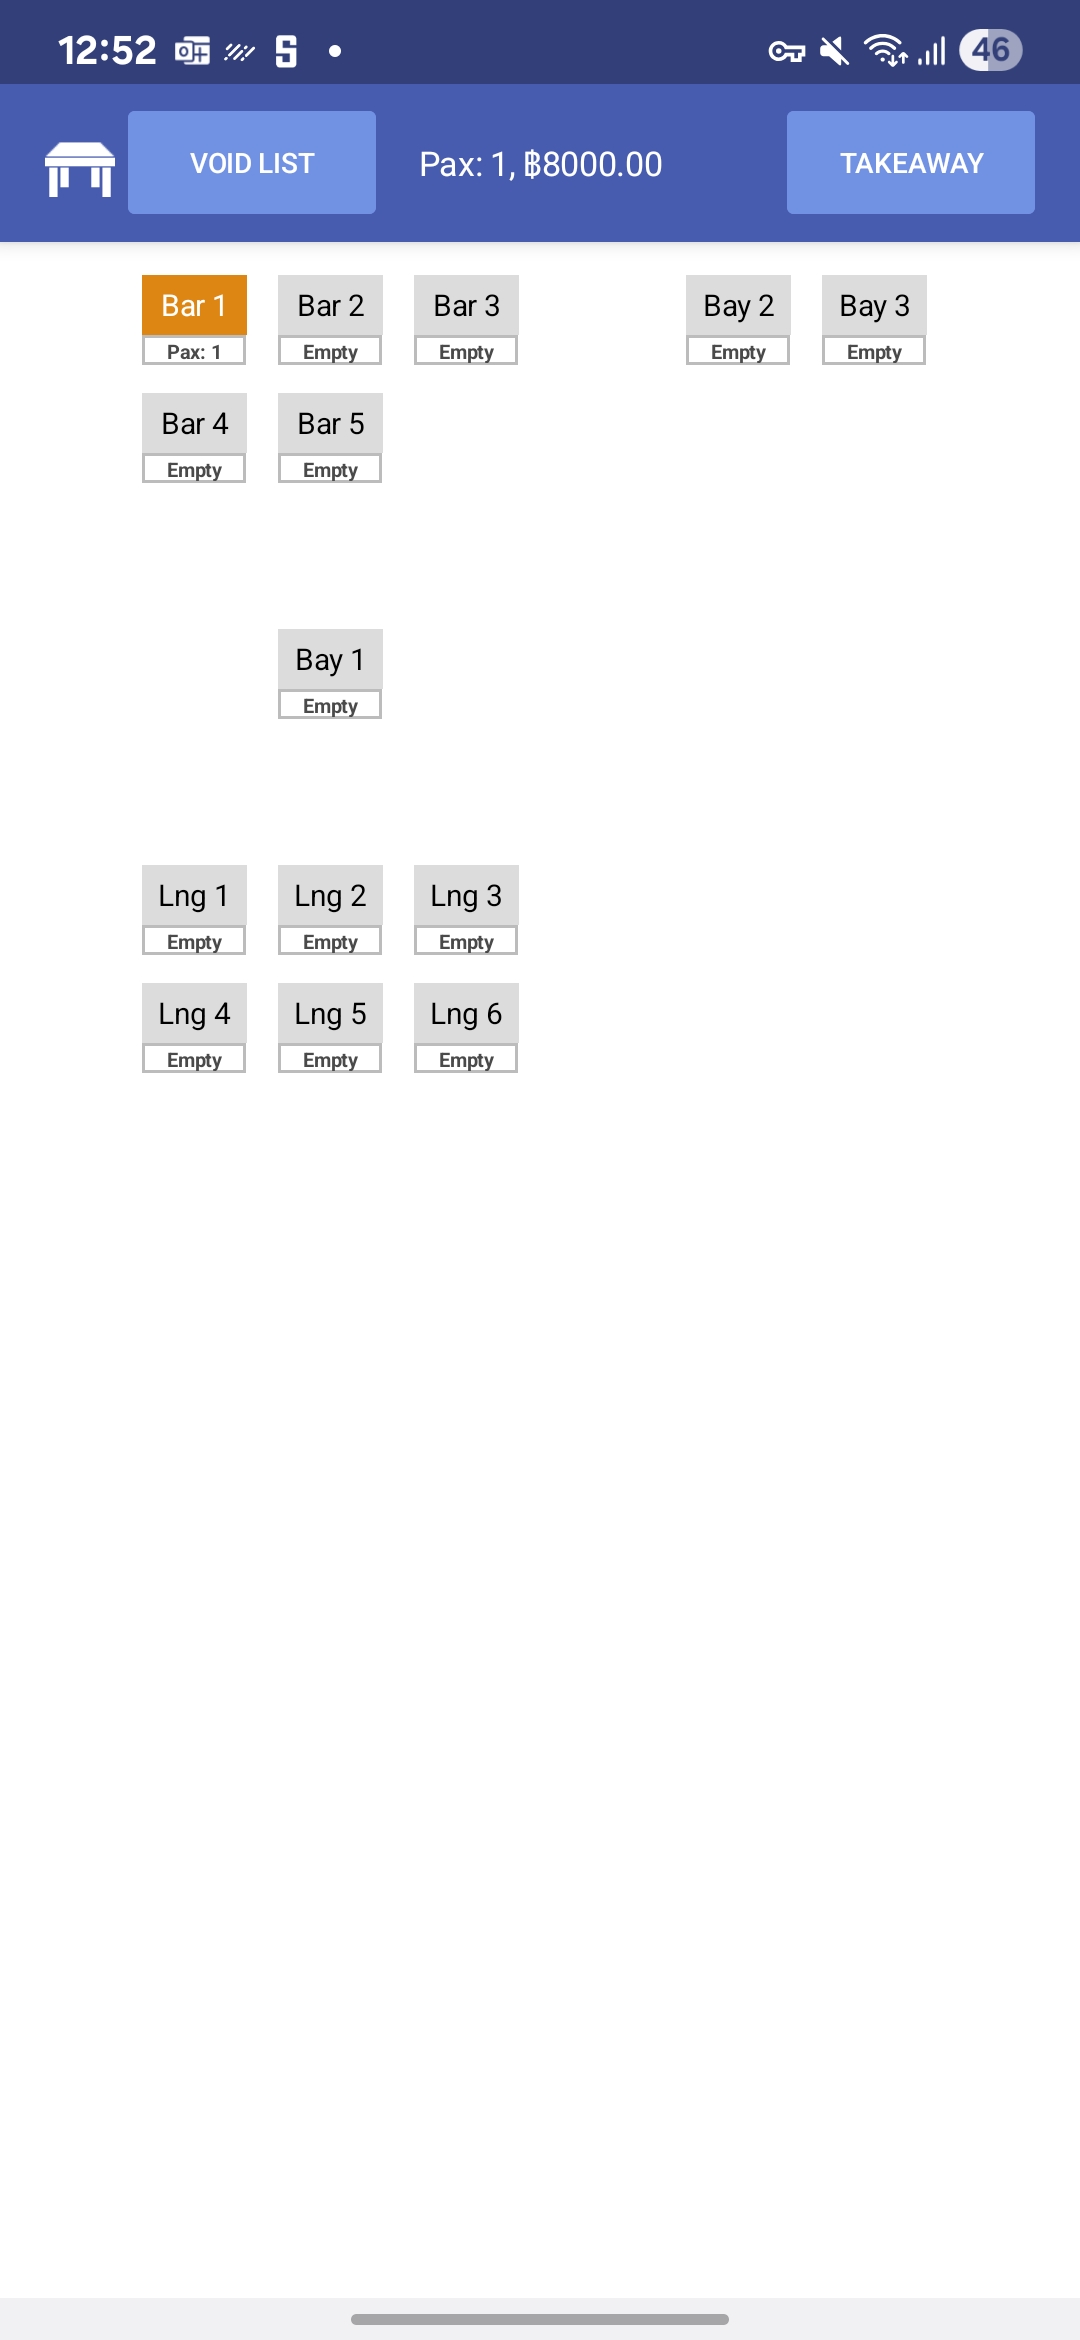 12:52 46
VOID LIST Pax: 1, ฿8000.00 TAKEAWAY
Bar 1 Bar 2 Bar 3 Bay 2 Bay 3
Pax: 1 Empty Empty Empty Empty
Bar 4 Bar 5
Empty Empty
Bay 1
Empty
Lng 1 Lng 2 Lng 3
Empty Empty Empty
Lng 4 Lng 5 Lng 6
Empty Empty Empty